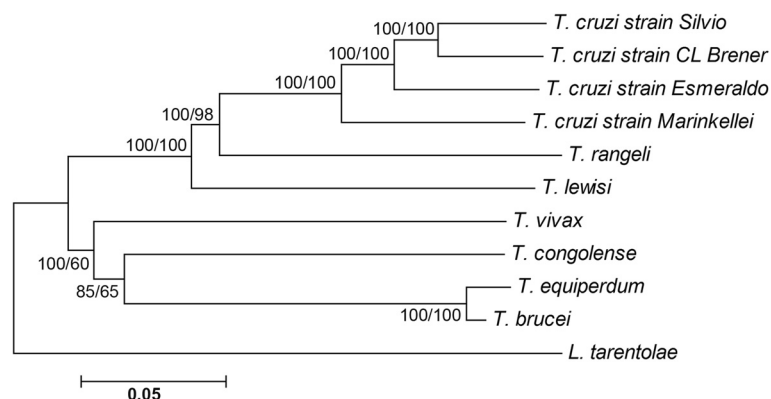 T. cruzi strain Silvio
100/100
T. cruzi strain CL Brener
100/100
100/100
T. cruzi strain Esmeraldo
100/98
T. cruzi strain Marinkellei
100/100
T. rangeli
T. lewisi
T. vivax
T. congolense
100/60
85/65
T. equiperdum
100/100
T. brucei
L. tarentolae
0.05